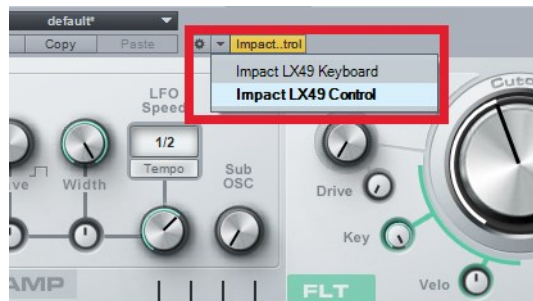 default*
Copy Paste Impact..trol
Impact LX49 Keyboard
Impact LX49 Control
LFO
Speed
Cuto
1/2
Tempo
Sub
OSC
ve Width
Drive
Key
Velo
AMP
FLT